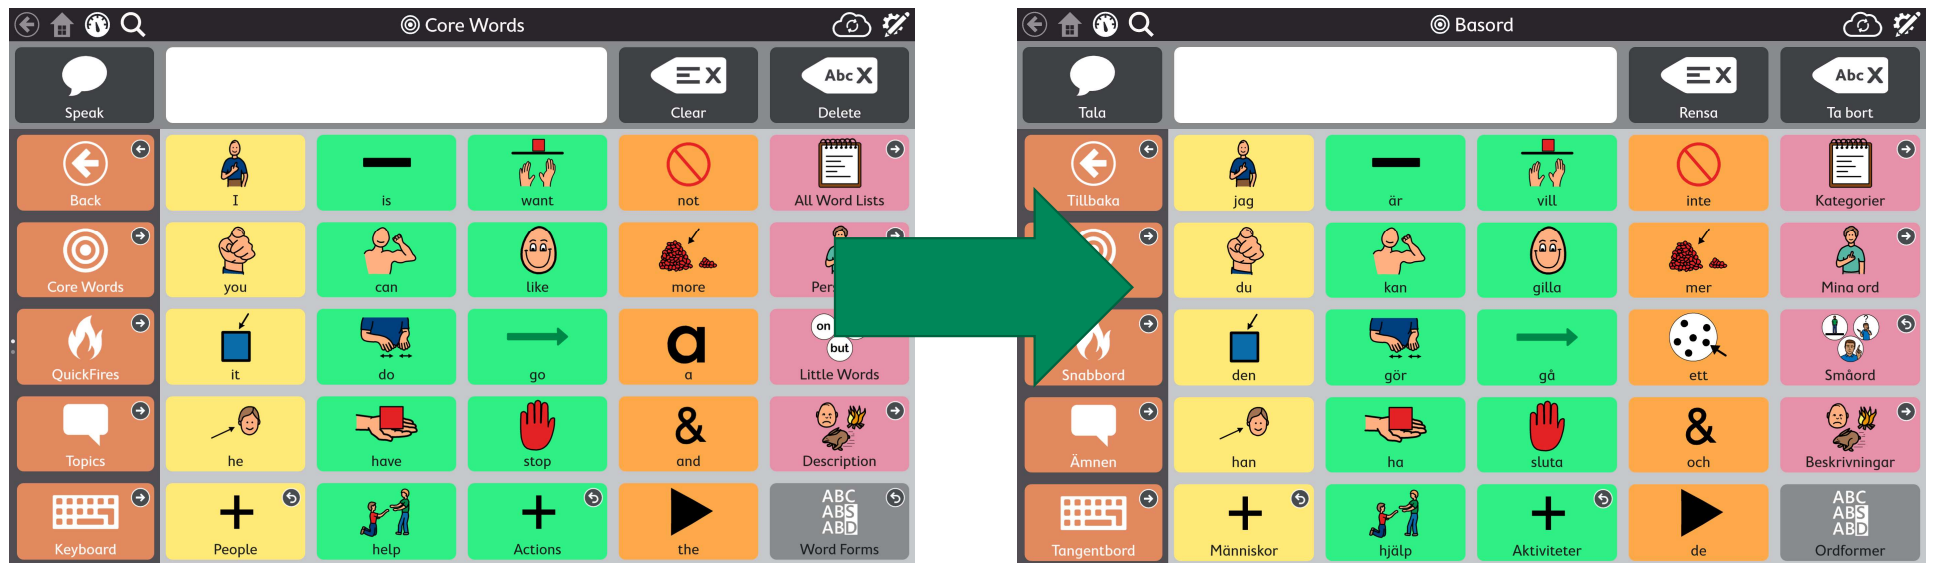 Core Words
Speak
Clear
Abc X
Delete
Back
I
is
want
not
All Word Lists
Core Words
you
can
like
more
Pers
QuickFires
it
do
go
a
a
on
but
Little Words
Topics
he
have
stop
&
and
Description
Keyboard
People
help
Actions
the
ABC
ABS
ABD
Word Forms
Basord
Tala
Rensa
Abc X
Ta bort
Tillbaka
jag
är
vill
inte
Kategorier
du
kan
gilla
mer
Mina ord
Snabbord
den
gör
gå
ett
Småord
Ämnen
han
ha
sluta
&
och
Beskrivningar
Tangentbord
Människor
hjälp
Aktiviteter
de
ABC
ABS
ABD
Ordformer